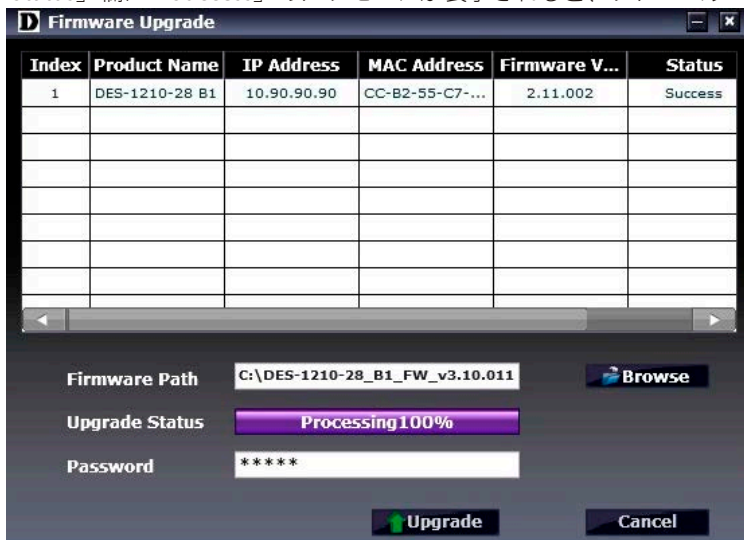 Firmware Upgrade
Index Product Name IP Address MAC Address Firmware V... Status
1 DES-1210-28 B1 10.90.90.90 CC-B2-55-C7-... 2.11.002 Success
Firmware Path C:\DES-1210-28_B1_FW_v3.10.011 Browse
Upgrade Status Processing100%
Password *****
Upgrade Cancel